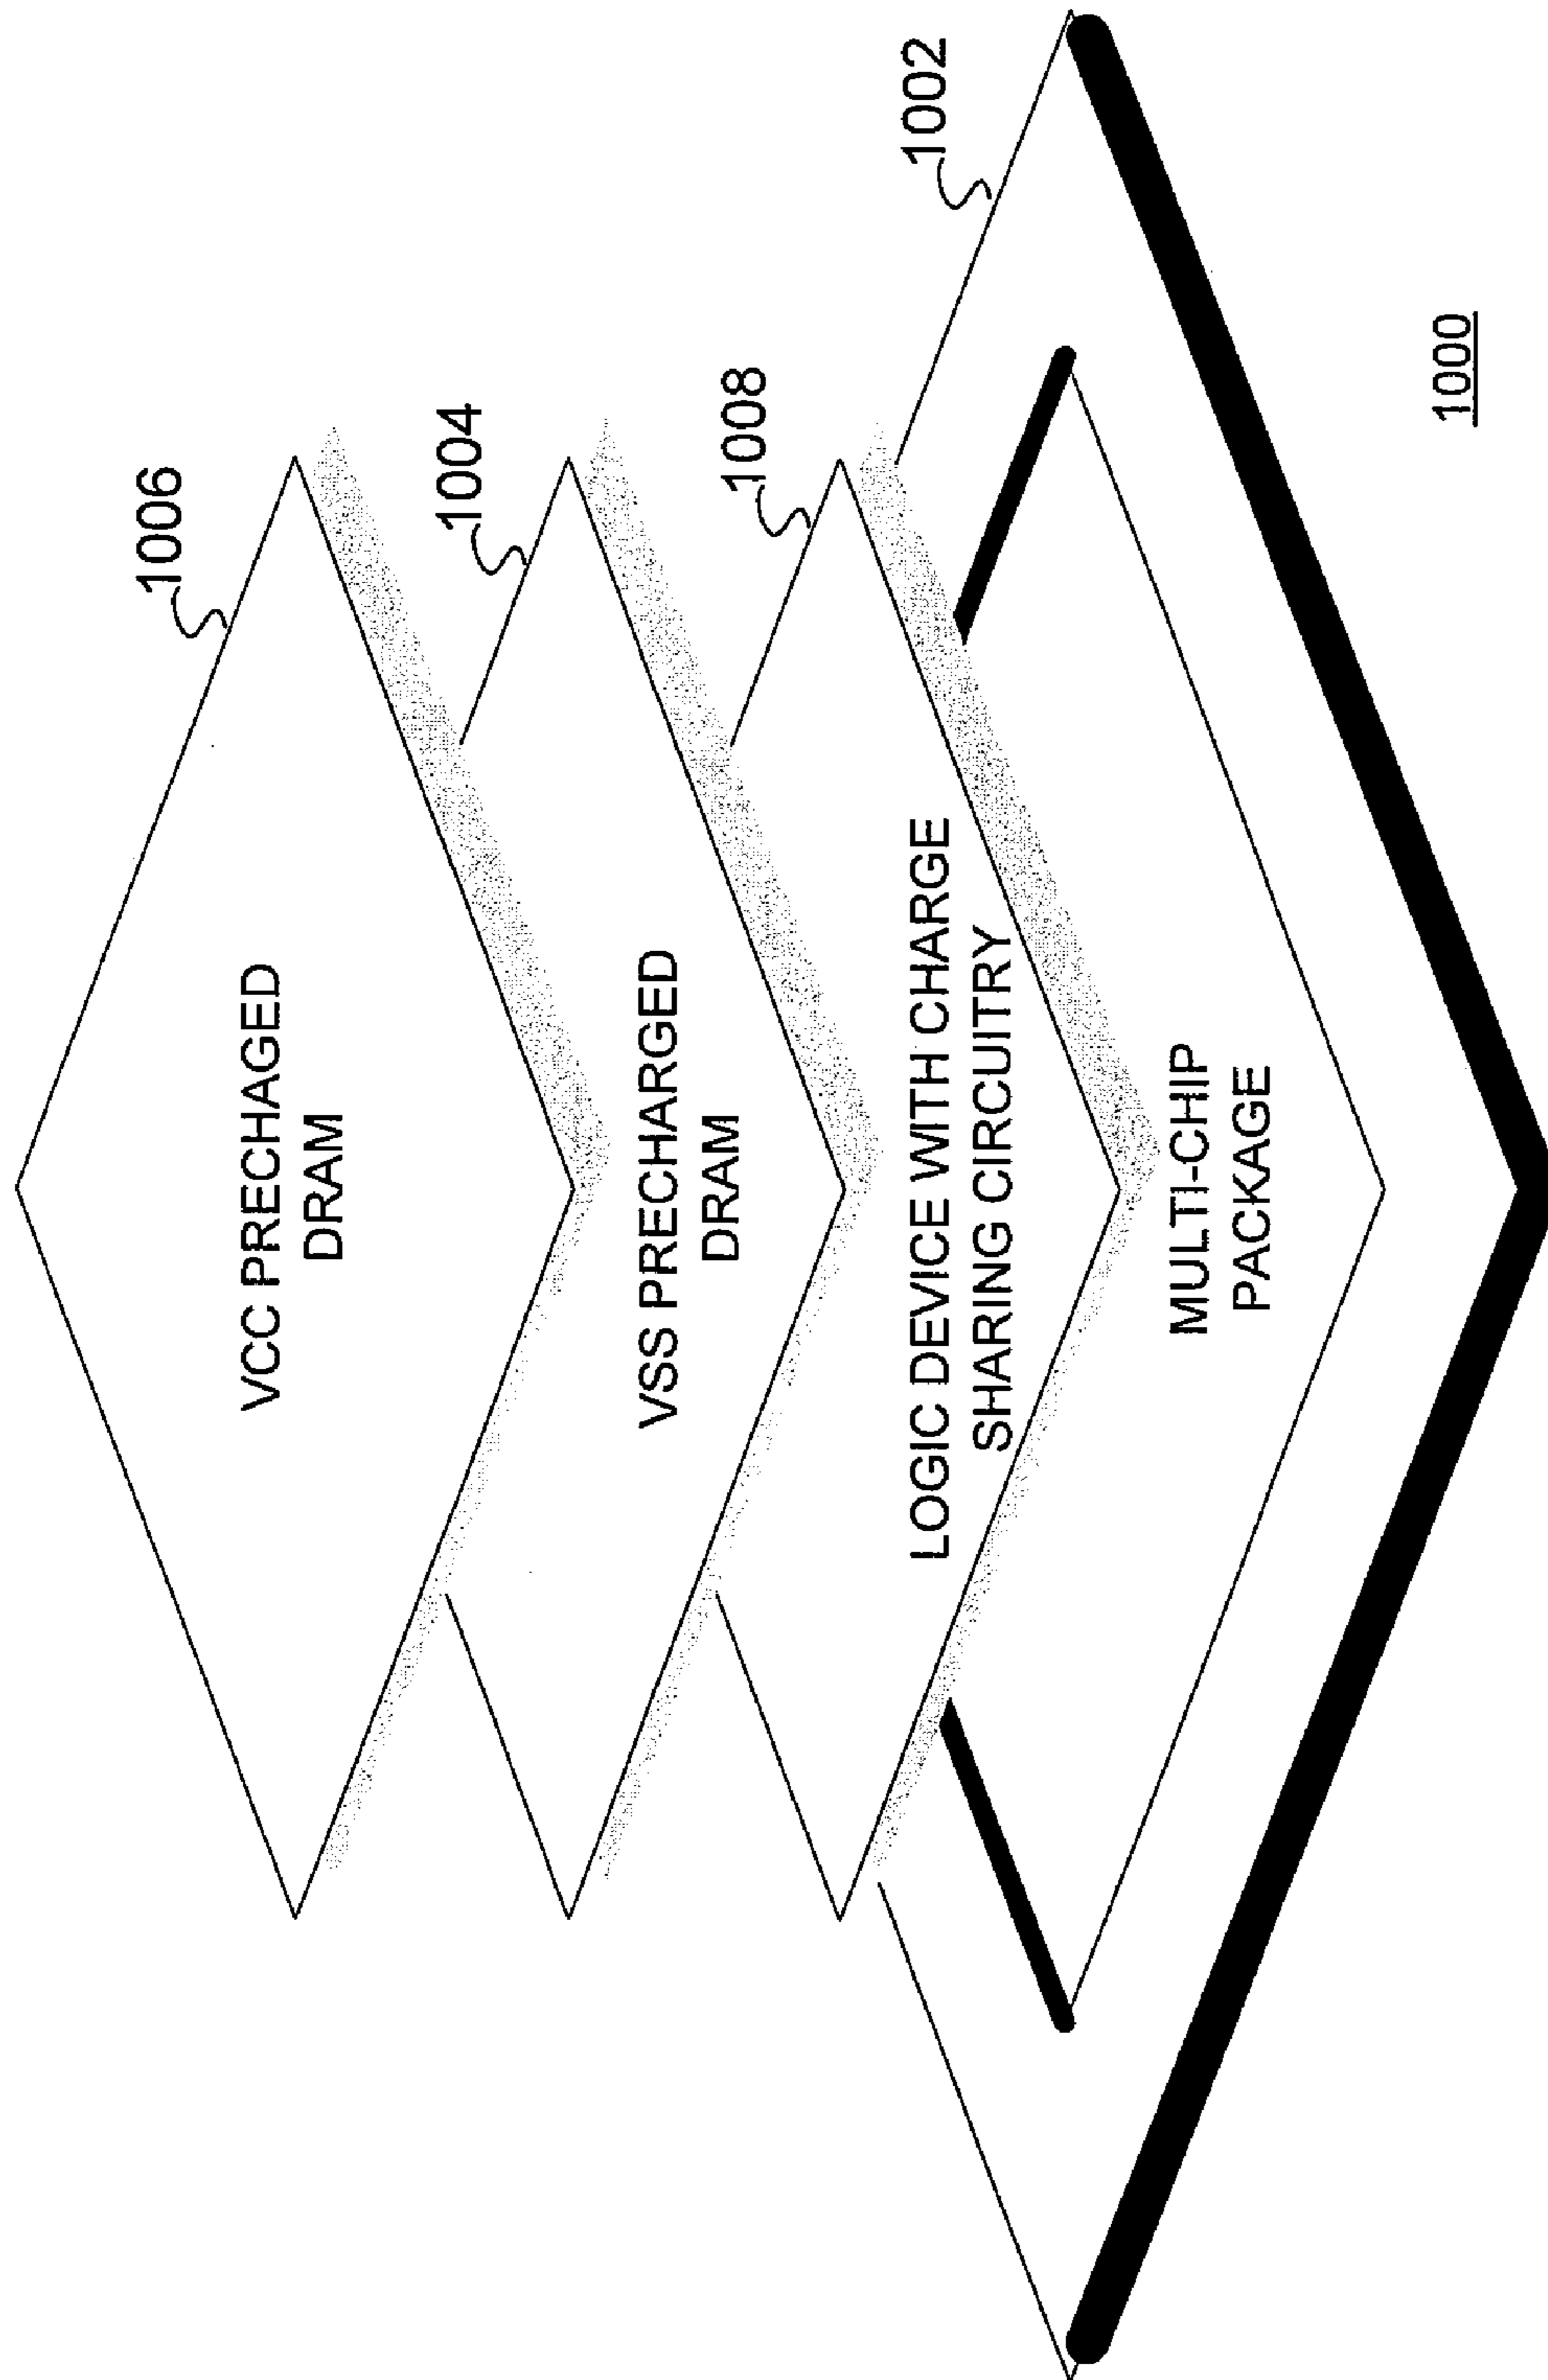 1006
VCC PRECHAGED
DRAM
1004
VSS PRECHARGED
DRAM
1008
LOGIC DEVICE WITH CHARGE
SHARING CIRCUITRY
1002
MULTI-CHIP
PACKAGE
1000